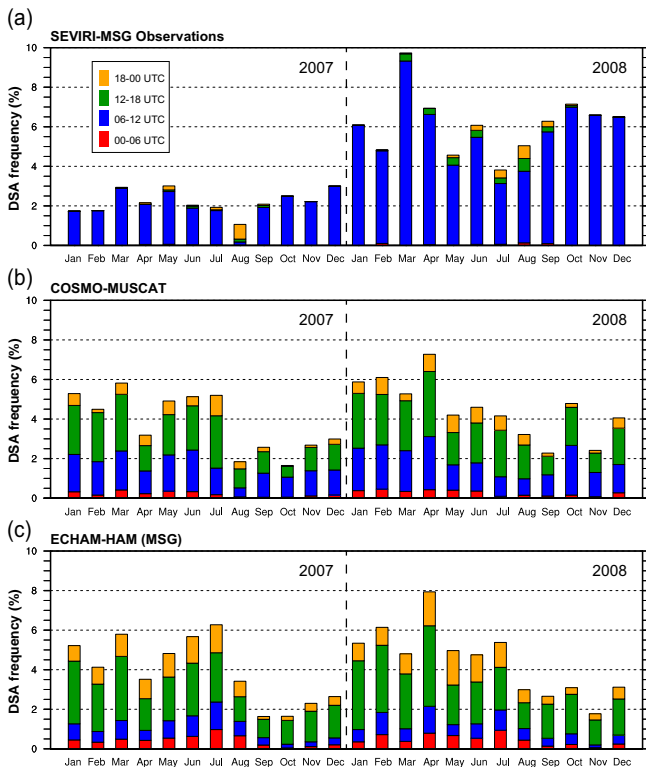 (a)
SEVIRI-MSG Observations
10
8
6
4
2
0
DSA frequency (%)
2007
2008
18-00 UTC
12-18 UTC
06-12 UTC
00-06 UTC
Jan Feb Mar Apr May Jun Jul Aug Sep Oct Nov Dec Jan Feb Mar Apr May Jun Jul Aug Sep Oct Nov Dec
(b)
COSMO-MUSCAT
10
8
6
4
2
0
DSA frequency (%)
2007
2008
Jan Feb Mar Apr May Jun Jul Aug Sep Oct Nov Dec Jan Feb Mar Apr May Jun Jul Aug Sep Oct Nov Dec
(c)
ECHAM-HAM (MSG)
10
8
6
4
2
0
DSA frequency (%)
2007
2008
Jan Feb Mar Apr May Jun Jul Aug Sep Oct Nov Dec Jan Feb Mar Apr May Jun Jul Aug Sep Oct Nov Dec